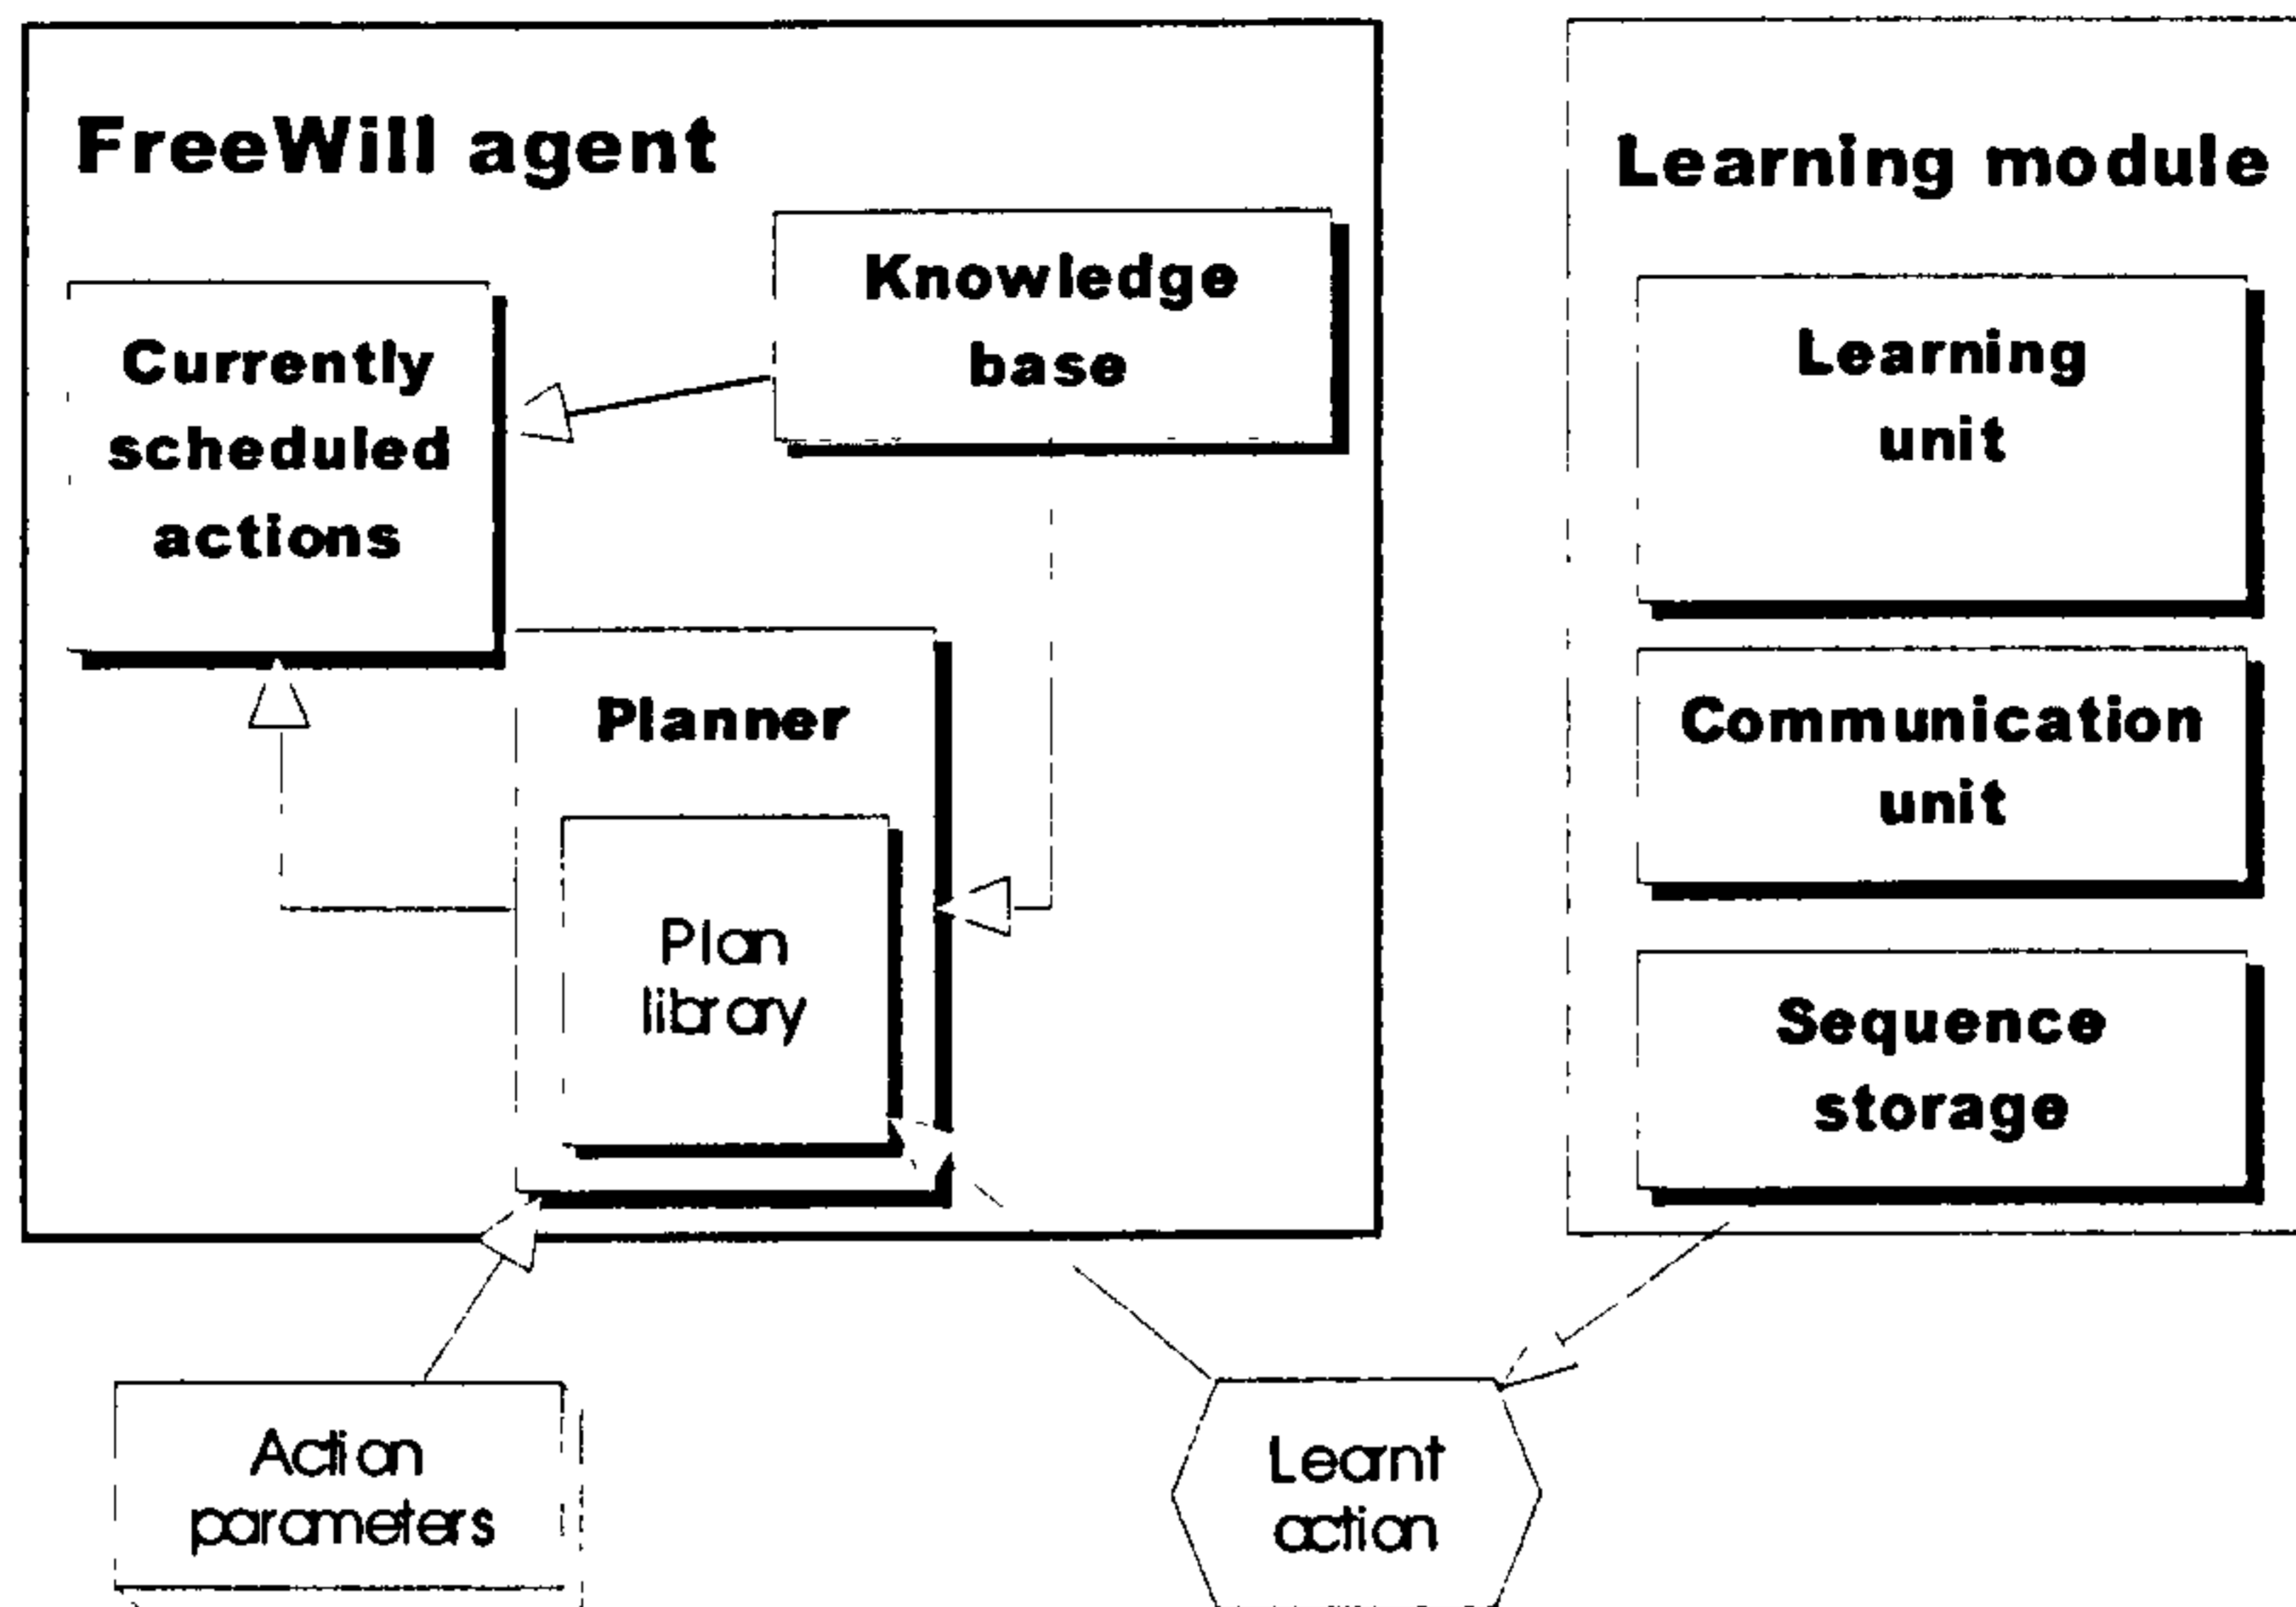 FreeWill agent
Knowledge
base
Currently
scheduled
actions
Planner
Plan
library
Action
parameters
Learning module
Learning
unit
Communication
unit
Sequence
storage
Learnt
action